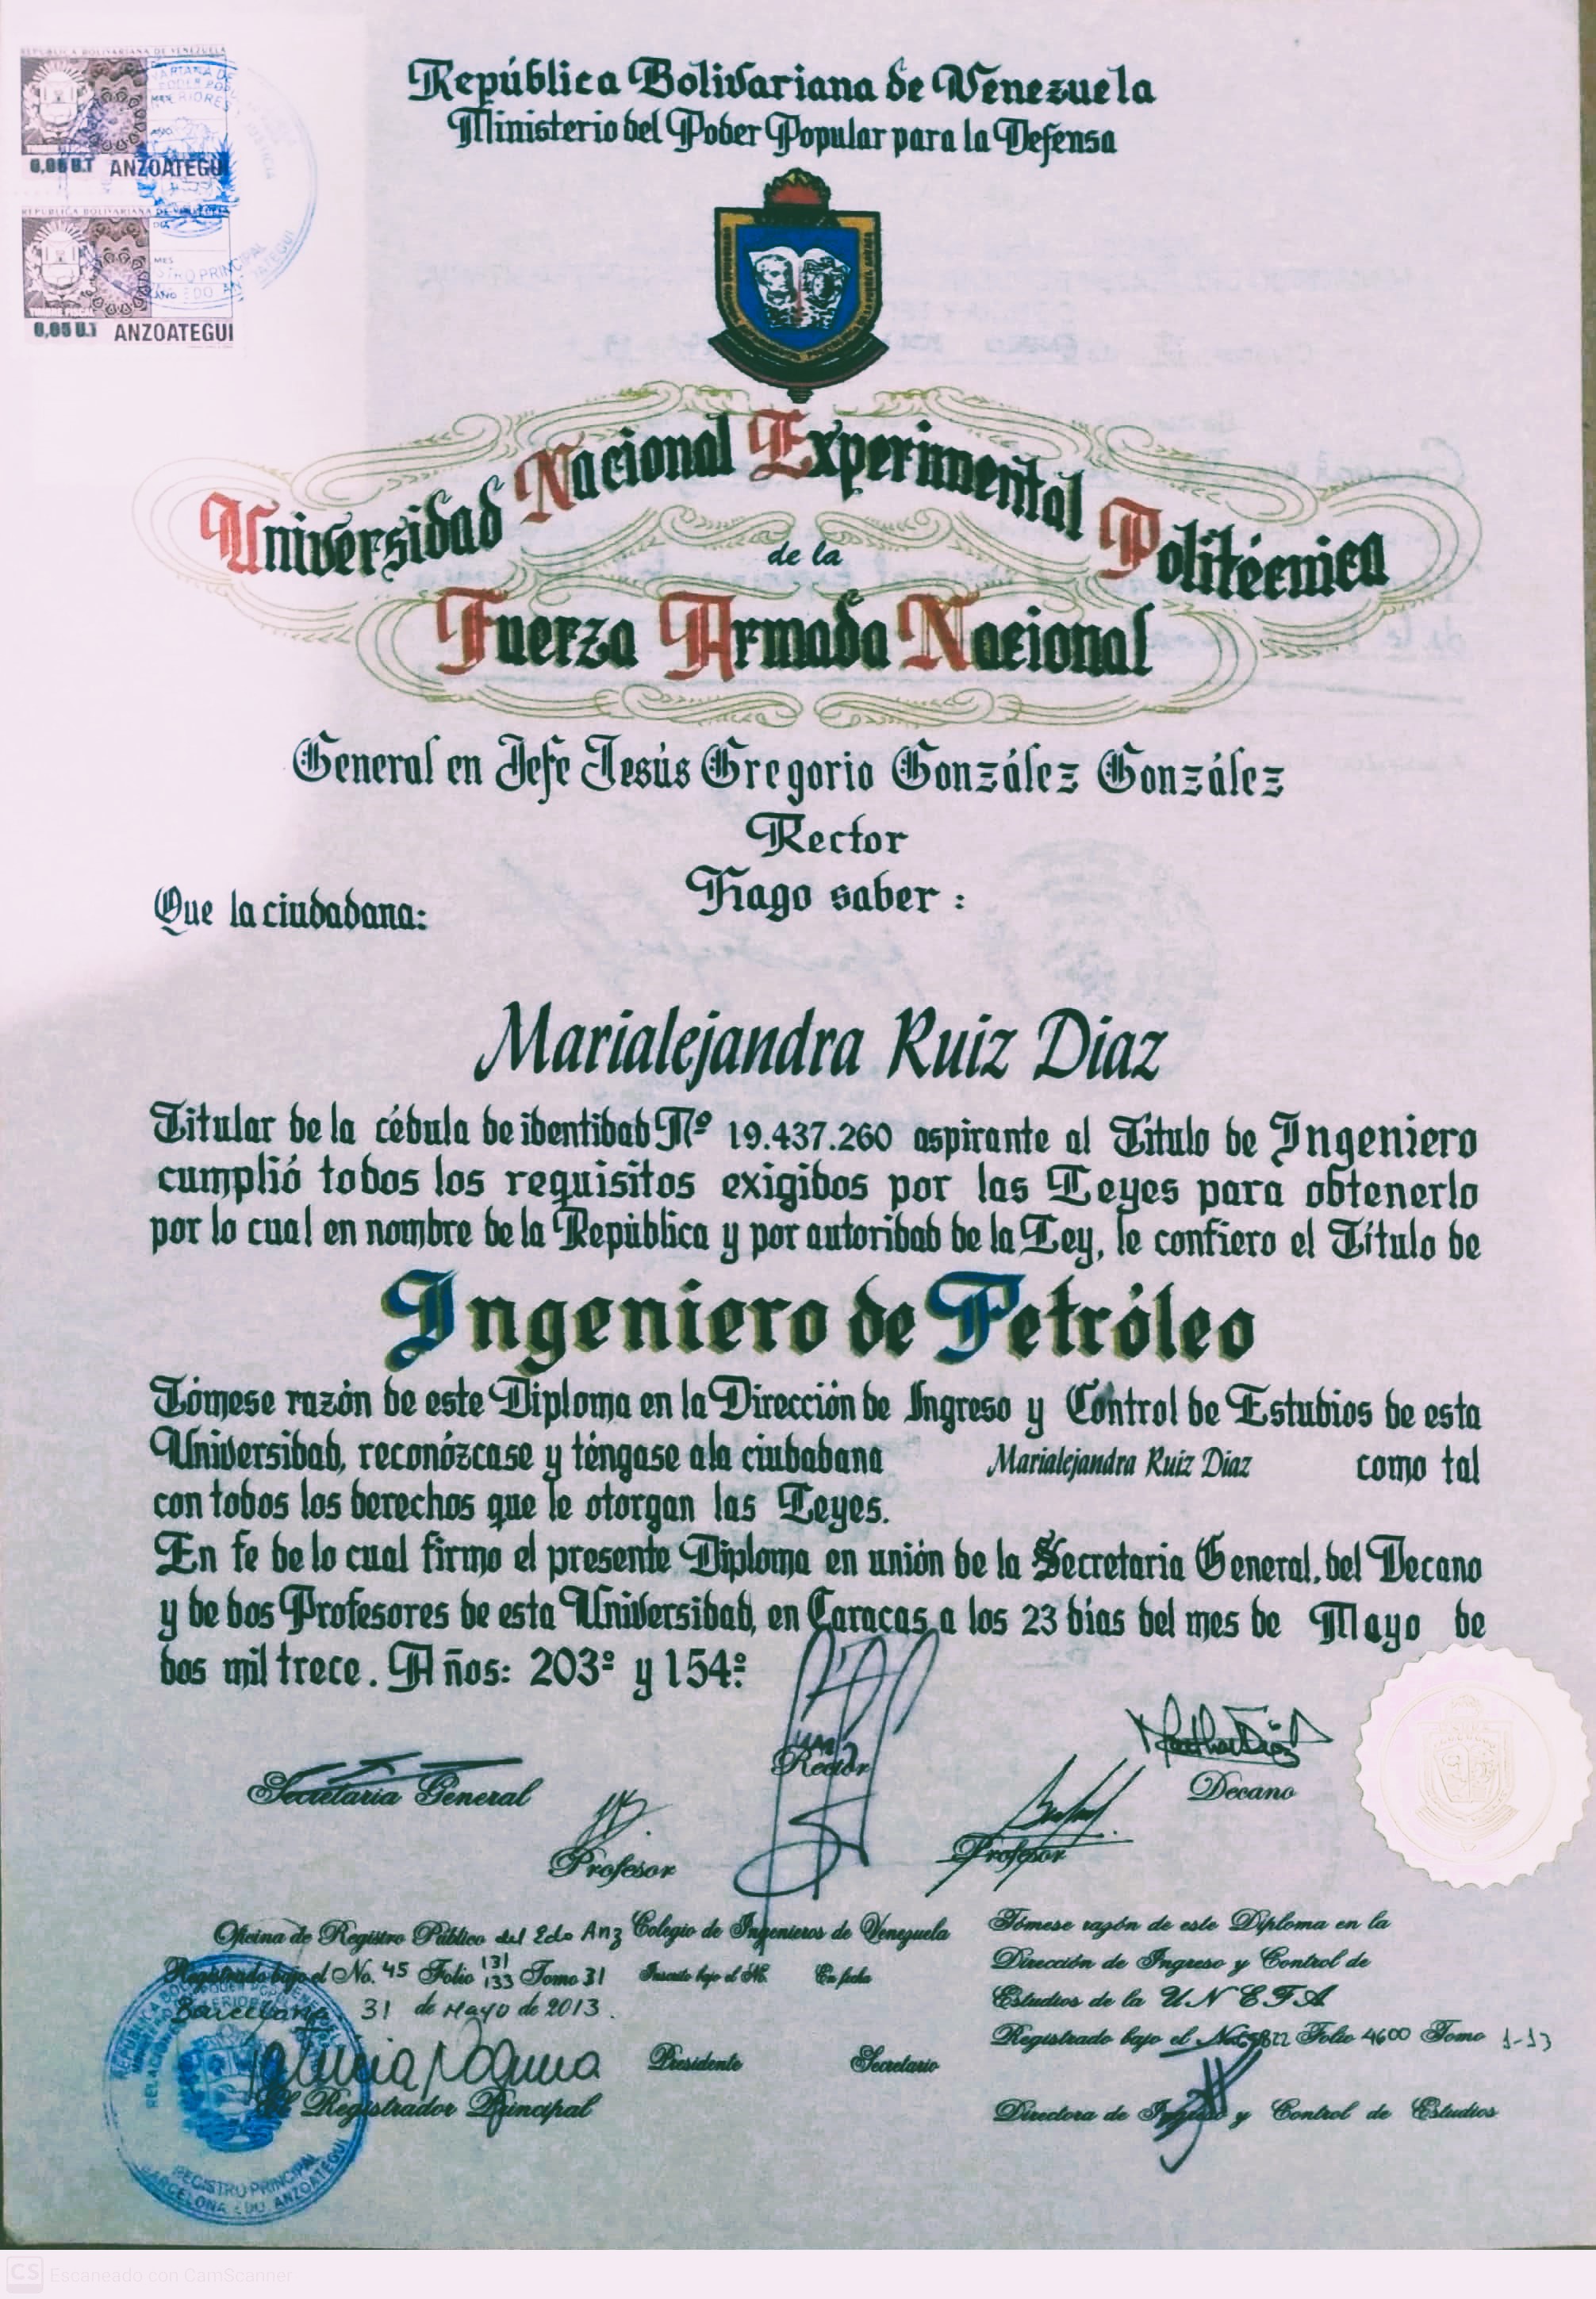 REPUBLICA BOLIVARIANA DE VENEZUELA
0,05 U.T ANZOATEGUI
REPUBLICA BOLIVARIANA DE VENEZUELA
MES
TIMBRE FISCAL
0,05 U.T ANZOATEGUI
REGISTRO PRINCIPAL
República Bolivariana de Venezuela
Ministerio del Poder Popular para la Defensa
Universidad Nacional Experimental Politécnica
de la
Fuerza Armada Nacional
General en Jefe Jesús Gregorio González González
Rector
Hago saber :
Que la ciudadana:
Marialejandra Ruiz Diaz
Titular de la cédula de identidad Nº 19.437.260 aspirante al Título de Ingeniero
cumplió todos los requisitos exigidos por las Leyes para obtenerlo
por lo cual en nombre de la República y por autoridad de la Ley, le confiero el Título de
Ingeniero de Petróleo
Tómese razón de este Diploma en la Dirección de Ingreso y Control de Estudios de esta
Universidad, reconózcase y téngase a la ciudadana Marialejandra Ruiz Diaz como tal
con todos los derechos que le otorgan las Leyes.
En fe de lo cual firmo el presente Diploma en unión de la Secretaria General, del Decano
y de dos Profesores de esta Universidad, en Caracas a los 23 días del mes de Mayo de
dos mil trece. Años: 203º y 154º
Secretaria General
Rector
Decano
Profesor
Profesor
Oficina de Registro Público del Edo Anz
Registrado bajo el No. 45 Folio 131 133 Tomo 31
Barcelona 31 de Mayo de 2013.
El Registrador Principal
REGISTRO PRINCIPAL
BARCELONA EDO. ANZOATEGUI
Colegio de Ingenieros de Venezuela
Inscrito bajo el No. En fecha
Presidente Secretario
Tómese razón de este Diploma en la
Dirección de Ingreso y Control de
Estudios de la U N E F A
Registrado bajo el Folio 4600 Tomo 1-13
Directora de Ingreso y Control de Estudios
CS Escaneado con CamScanner